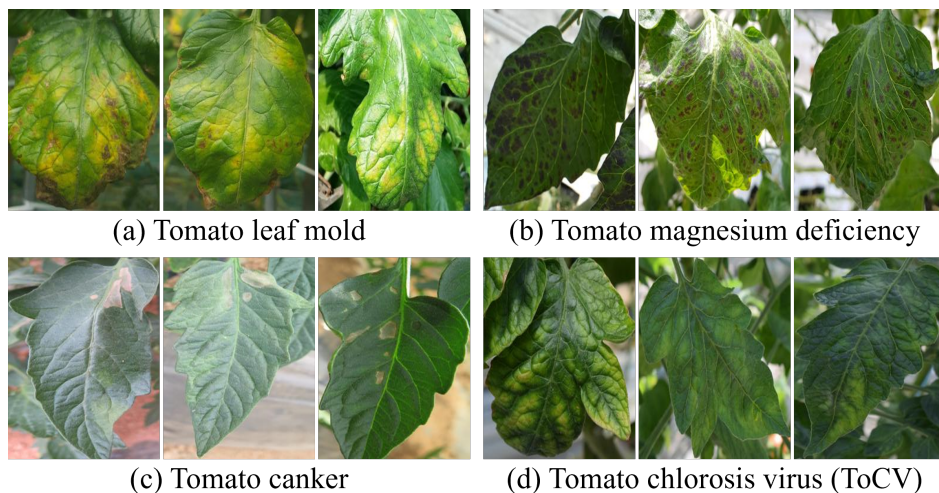 (a) Tomato leaf mold
(b) Tomato magnesium deficiency
(c) Tomato canker
(d) Tomato chlorosis virus (ToCV)